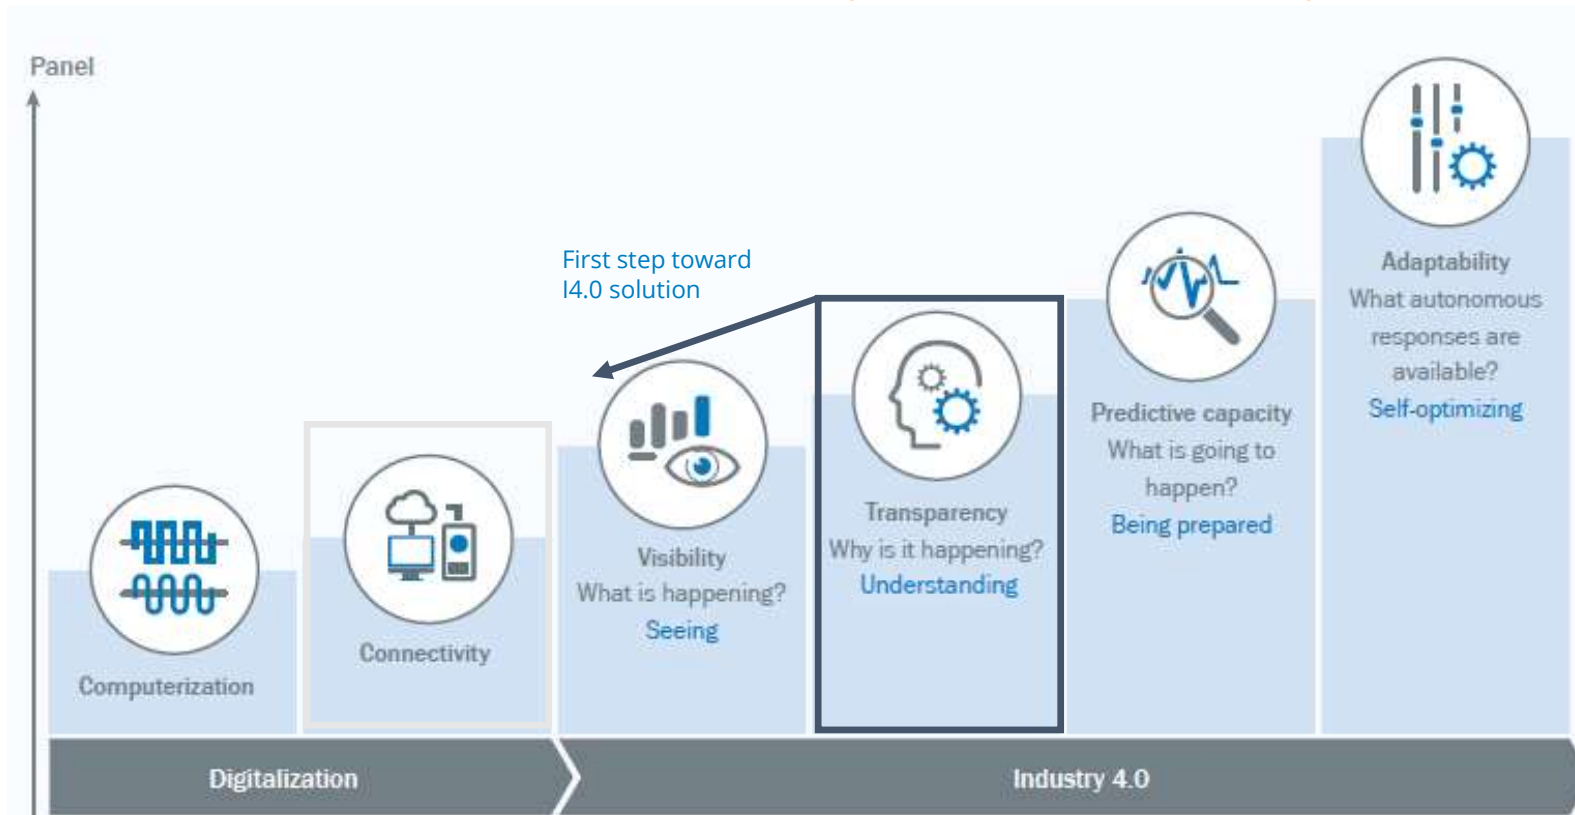 Panel
First step toward
I4.0 solution
Computerization
Connectivity
Visibility
What is happening?
Seeing
Transparency
Why is it happening?
Understanding
Predictive capacity
What is going to
happen?
Being prepared
Adaptability
What autonomous
responses are
available?
Self-optimizing
Digitalization
Industry 4.0